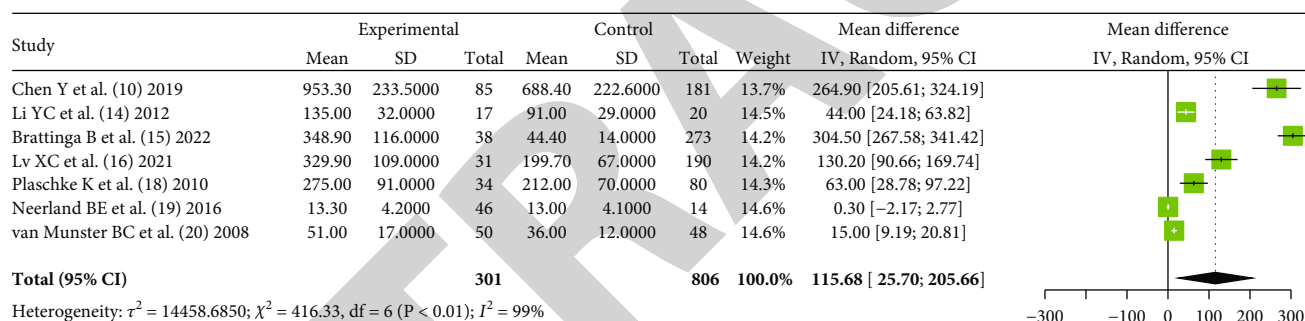 Study Experimental Control Mean difference Mean difference
Mean SD Total Mean SD Total Weight IV, Random, 95% CI IV, Random, 95% CI
Chen Y et al. (10) 2019 953.30 233.5000 85 688.40 222.6000 181 13.7% 264.90 [205.61; 324.19]
Li YC et al. (14) 2012 135.00 32.0000 17 91.00 29.0000 20 14.5% 44.00 [24.18; 63.82]
Brattinga B et al. (15) 2022 348.90 116.0000 38 44.40 14.0000 273 14.2% 304.50 [267.58; 341.42]
Lv XC et al. (16) 2021 329.90 109.0000 31 199.70 67.0000 190 14.2% 130.20 [90.66; 169.74]
Plaschke K et al. (18) 2010 275.00 91.0000 34 212.00 70.0000 80 14.3% 63.00 [28.78; 97.22]
Neerland BE et al. (19) 2016 13.30 4.2000 46 13.00 4.1000 14 14.6% 0.30 [−2.17; 2.77]
van Munster BC et al. (20) 2008 51.00 17.0000 50 36.00 12.0000 48 14.6% 15.00 [9.19; 20.81]
Total (95% CI) 301 806 100.0% 115.68 [ 25.70; 205.66]
Heterogeneity: τ² = 14458.6850; χ² = 416.33, df = 6 (P < 0.01); I² = 99%
−300 −100 0 100 200 300